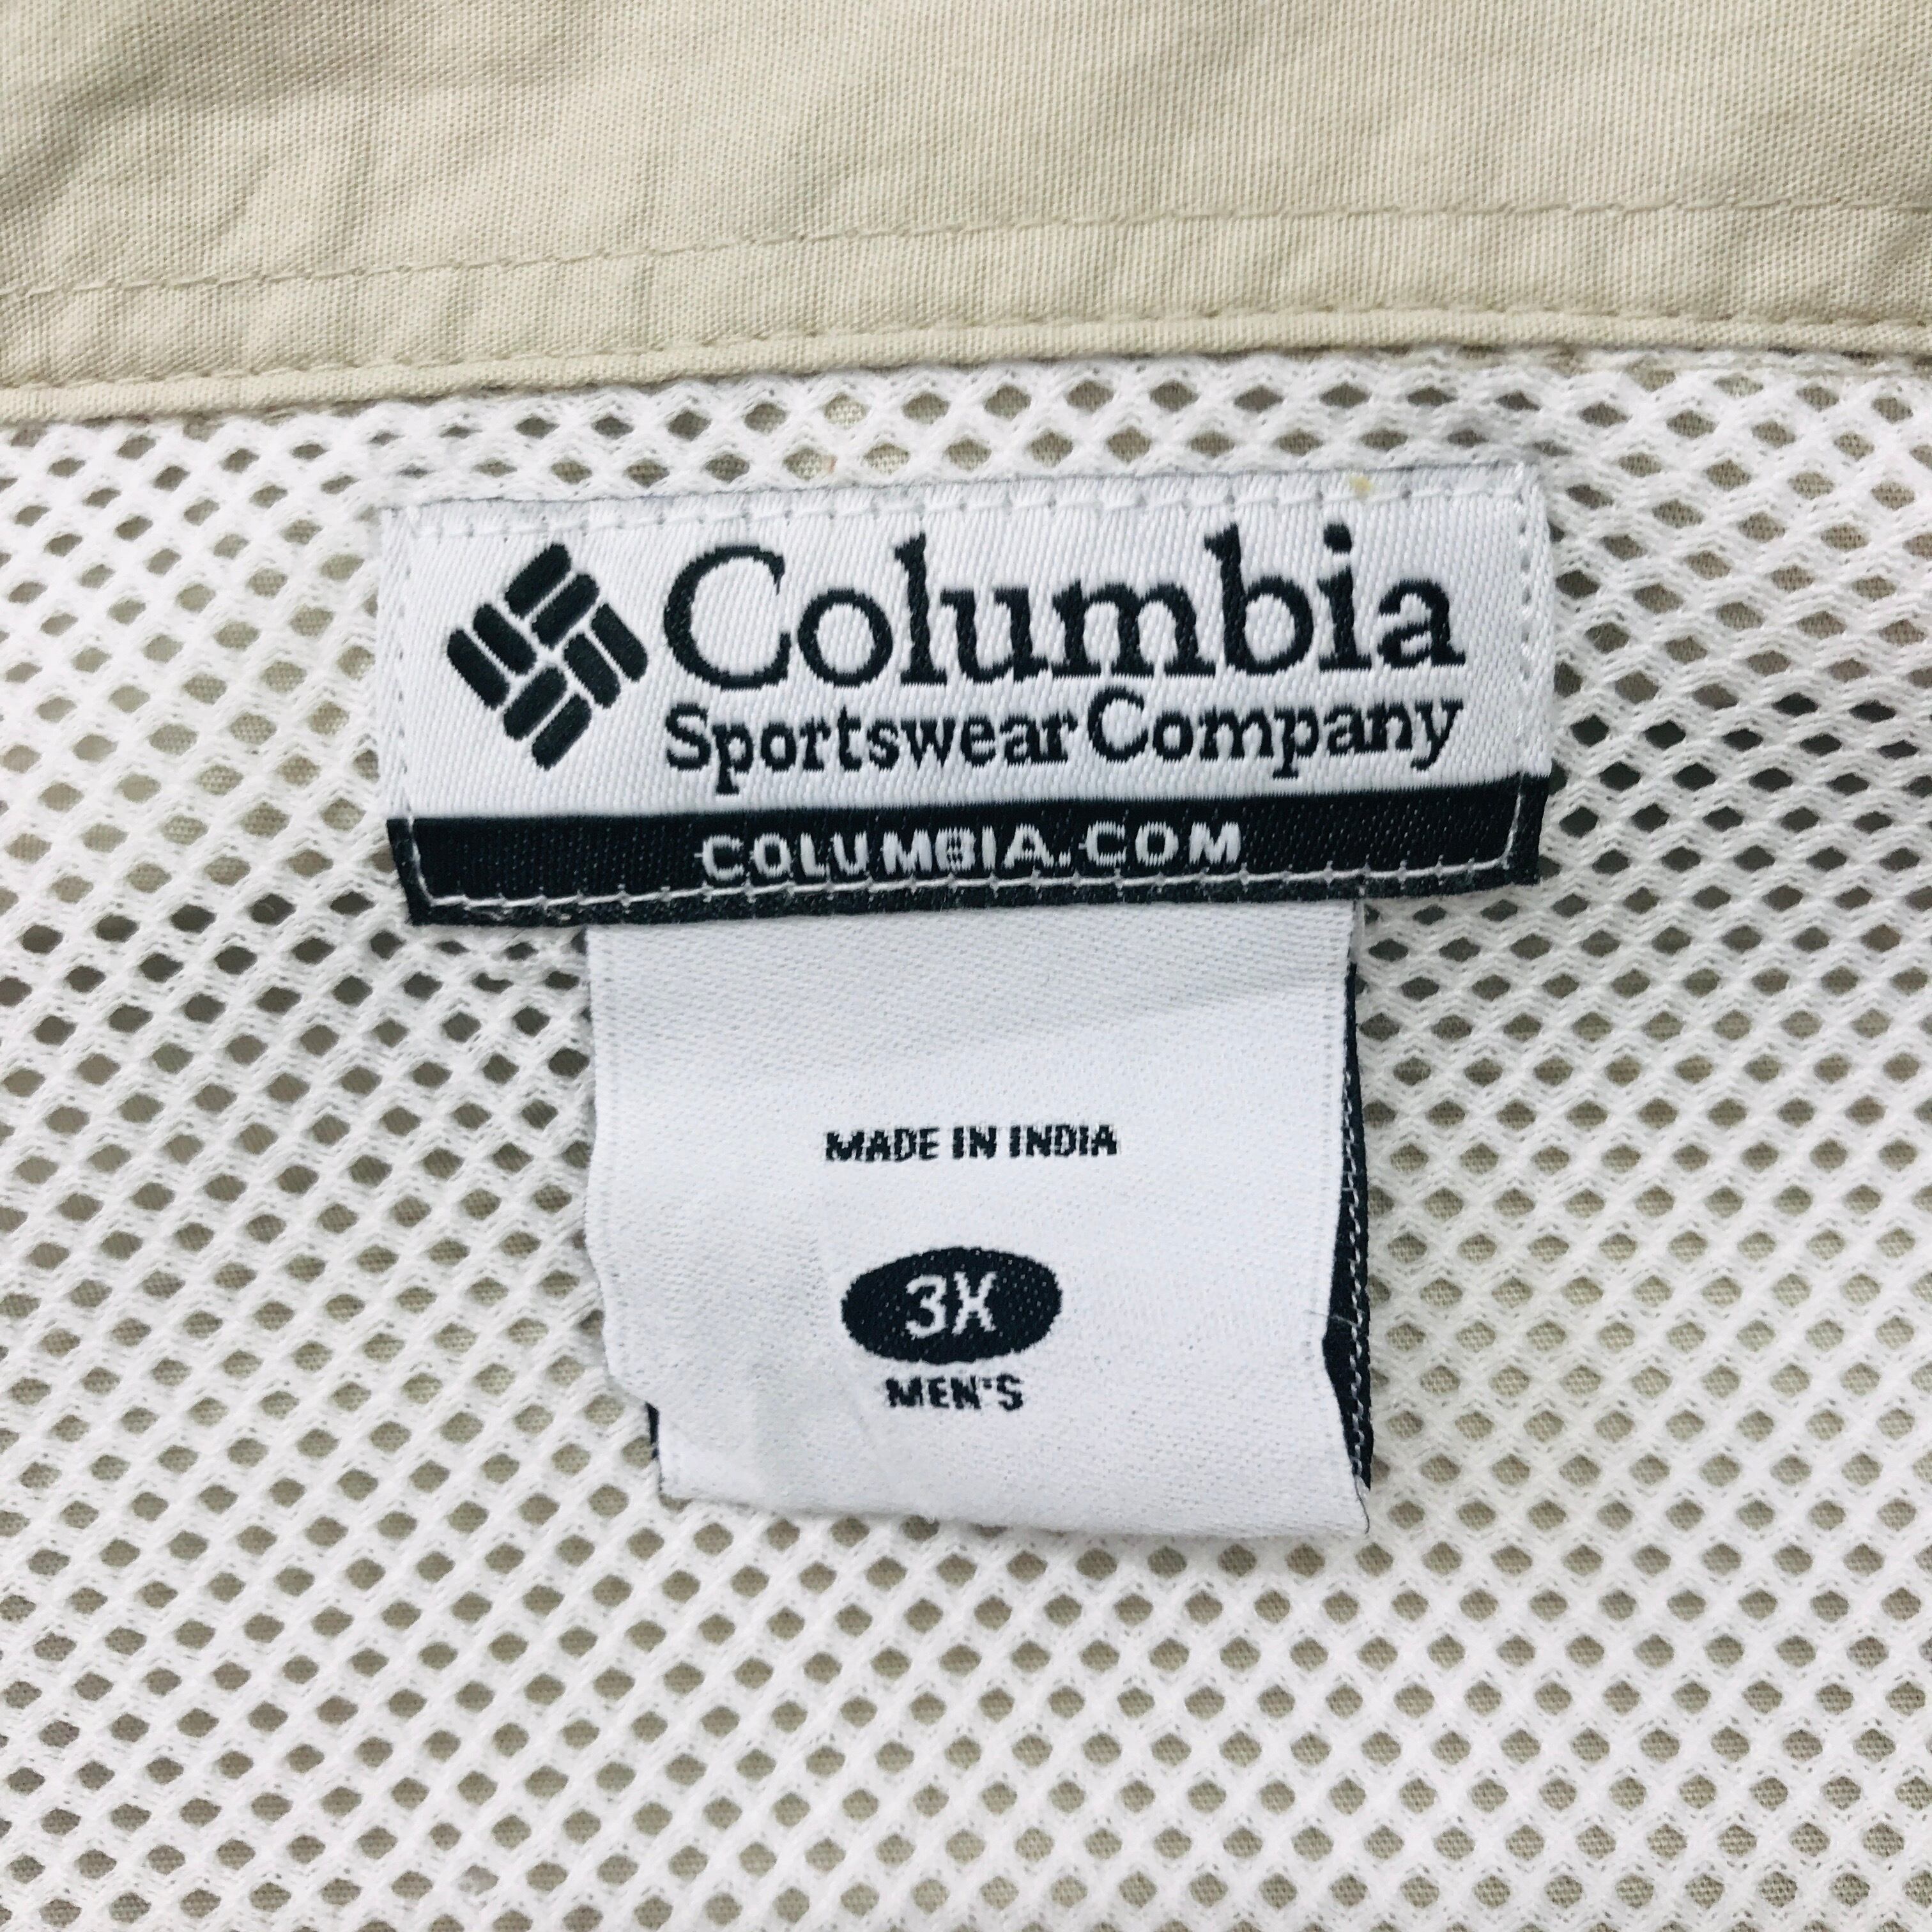 Columbia
Sportswear Company
COLUMBIA.COM
MADE IN INDIA
3X
MEN'S